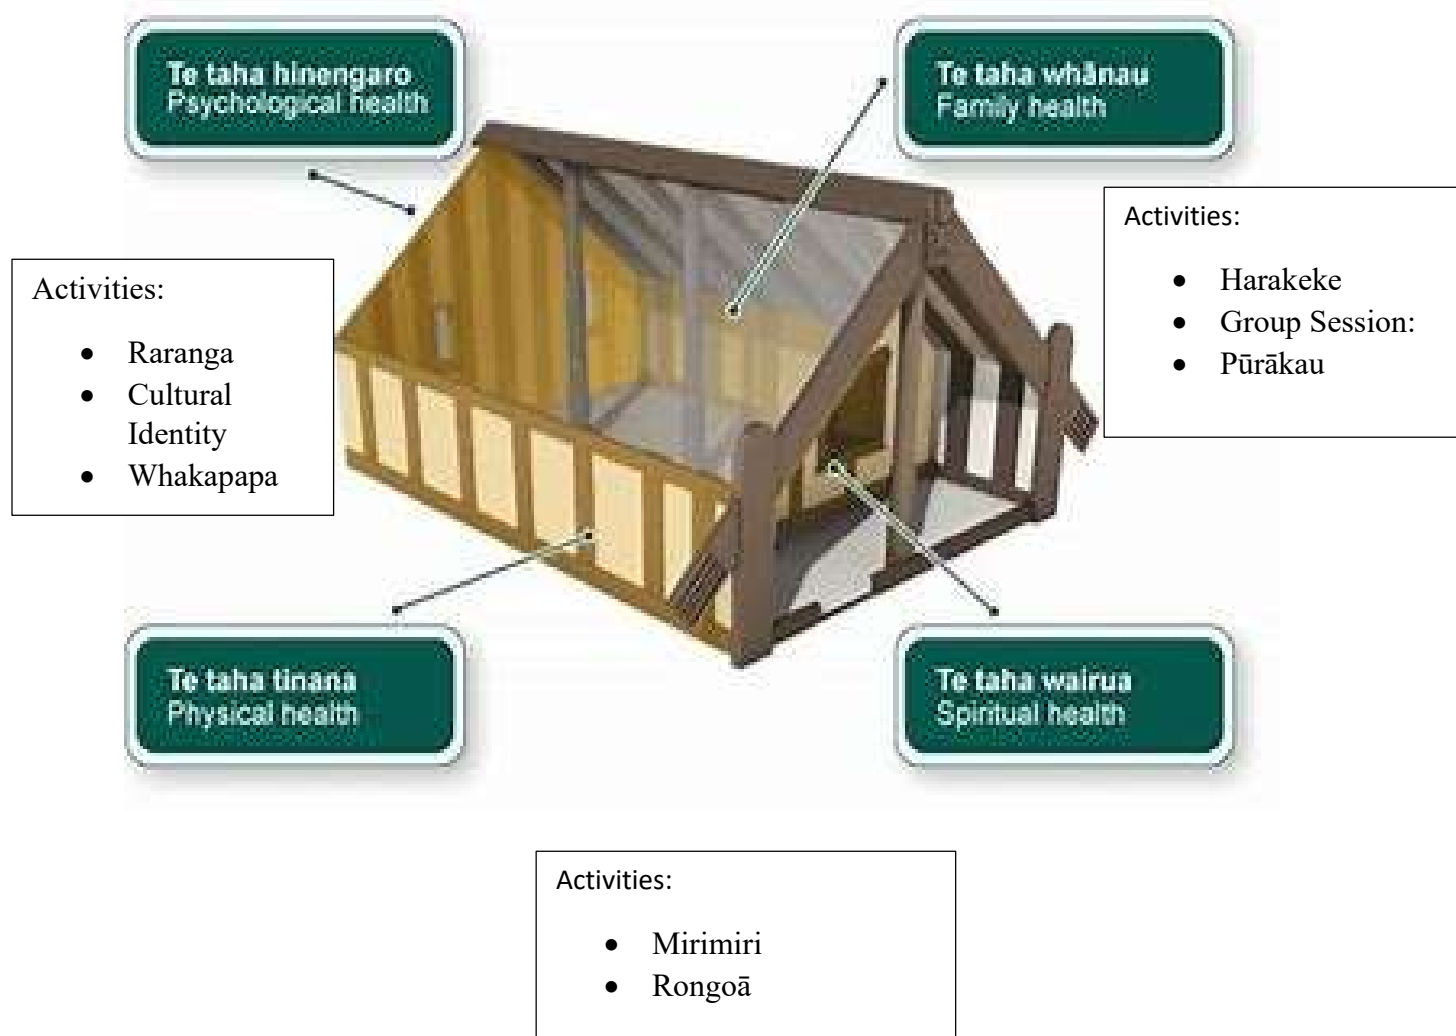 Te taha hinengaro
Psychological health
Te taha whānau
Family health
Activities:
• Harakeke
• Group Session:
• Pūrākau
Activities:
• Raranga
• Cultural
Identity
• Whakapapa
Te taha tinana
Physical health
Te taha wairua
Spiritual health
Activities:
• Mirimiri
• Rongoā